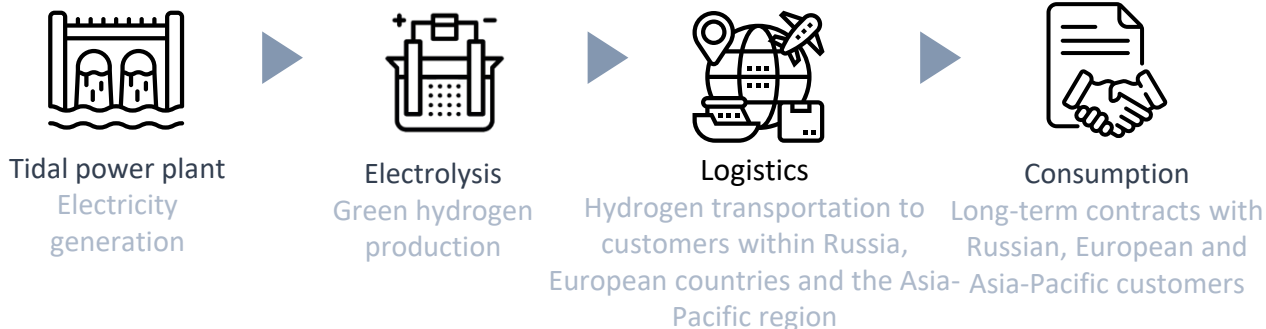 Tidal power plant
Electricity
generation
Electrolysis
Green hydrogen
production
Logistics
Hydrogen transportation to
customers within Russia,
European countries and the Asia-
Pacific region
Consumption
Long-term contracts with
Russian, European and
Asia-Pacific customers